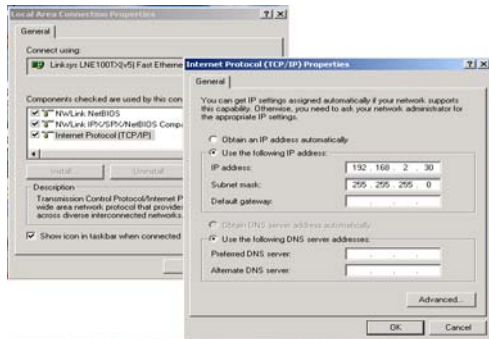 Local Area Connection Properties
General
Connect using:
Linksys LNE100TX(v5) Fast Etherne
Components checked are used by this con
NWLink NetBIOS
NWLink IPX/SPX/NetBIOS Compa
Internet Protocol (TCP/IP)
Install...
Uninstall
Description
Transmission Control Protocol/Internet P
wide area network protocol that provides
across diverse interconnected networks.
Show icon in taskbar when connected
Internet Protocol (TCP/IP) Properties
General
You can get IP settings assigned automatically if your network supports
this capability. Otherwise, you need to ask your network administrator for
the appropriate IP settings.
Obtain an IP address automatically
Use the following IP address:
IP address: 192 . 168 . 2 . 30
Subnet mask: 255 . 255 . 255 . 0
Default gateway:
Obtain DNS server address automatically
Use the following DNS server addresses:
Preferred DNS server:
Alternate DNS server:
Advanced...
OK
Cancel